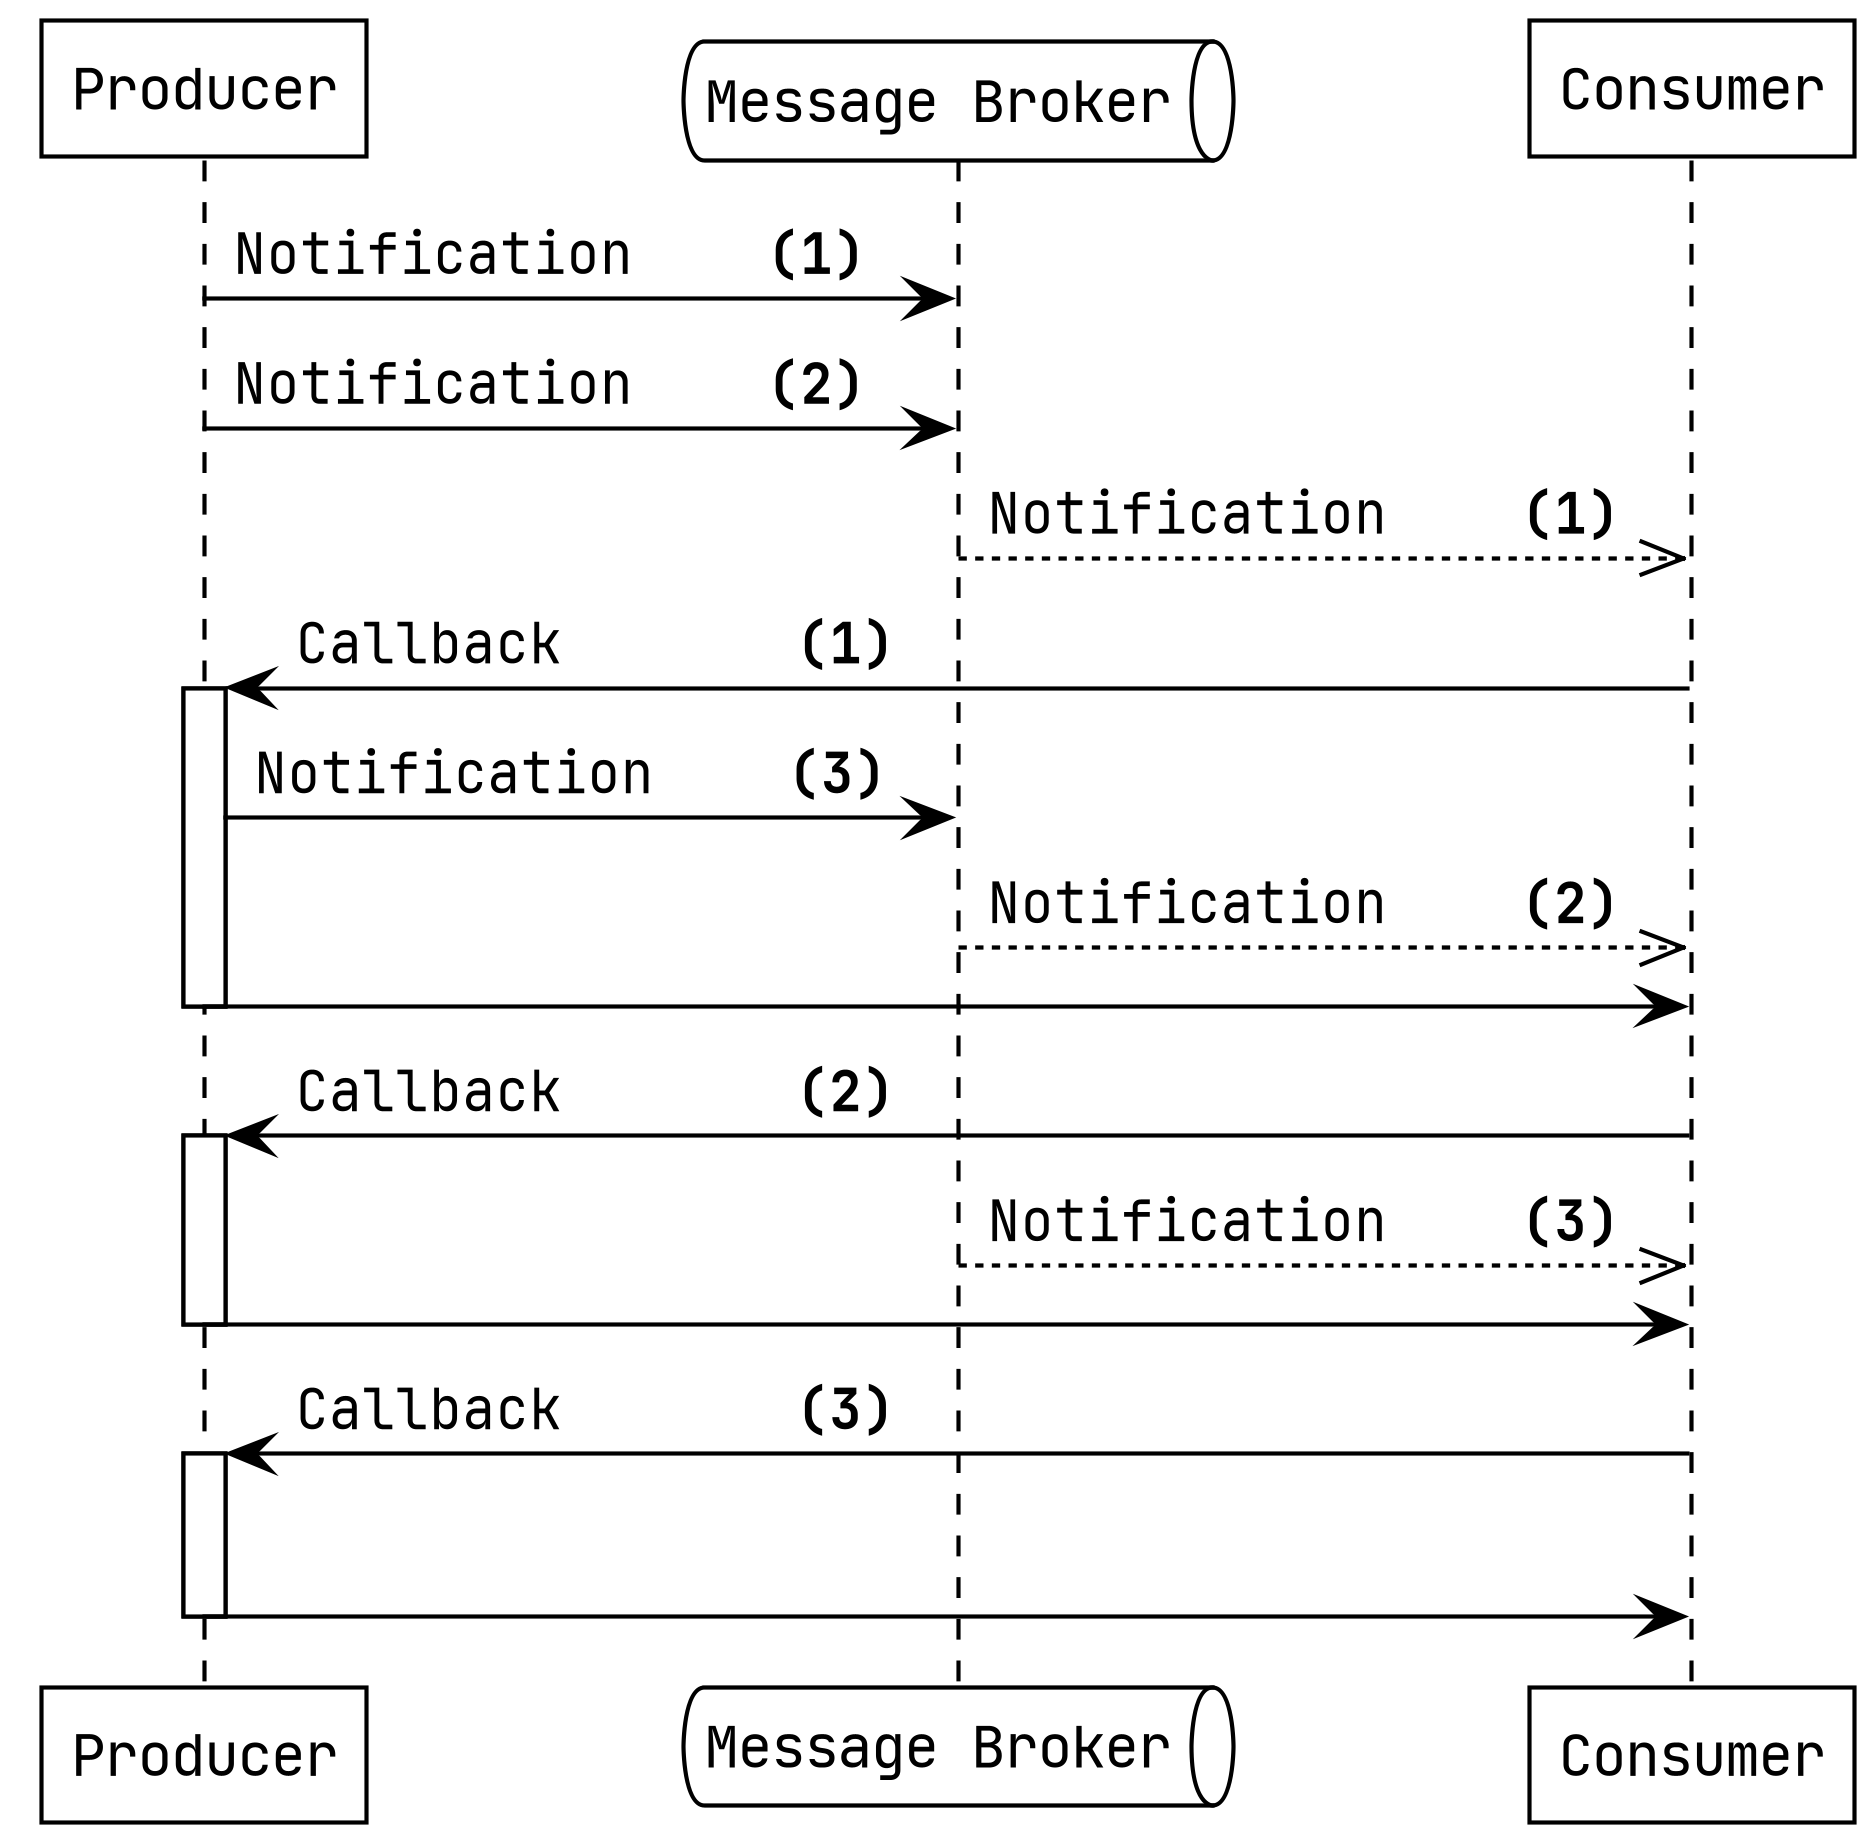 Producer
Message Broker
Consumer
Notification (1)
Notification (2)
Notification (1)
Callback (1)
Notification (3)
Notification (2)
Callback (2)
Notification (3)
Callback (3)
Producer
Message Broker
Consumer